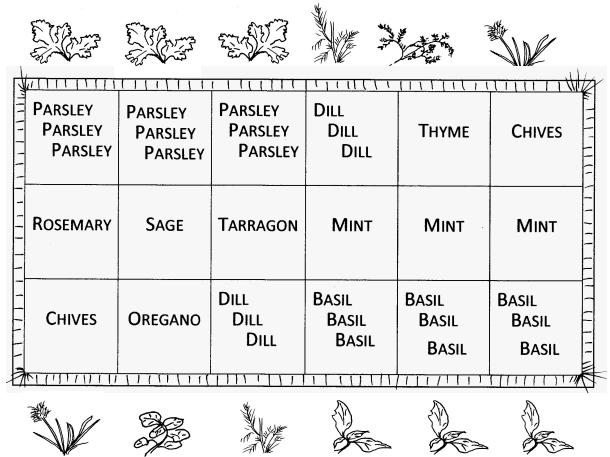 PARSLEY
PARSLEY
PARSLEY
PARSLEY
PARSLEY
PARSLEY
PARSLEY
PARSLEY
PARSLEY
DILL
DILL
DILL
THYME
CHIVES
ROSEMARY
SAGE
TARRAGON
MINT
MINT
MINT
CHIVES
OREGANO
DILL
DILL
DILL
BASIL
BASIL
BASIL
BASIL
BASIL
BASIL
BASIL
BASIL
BASIL